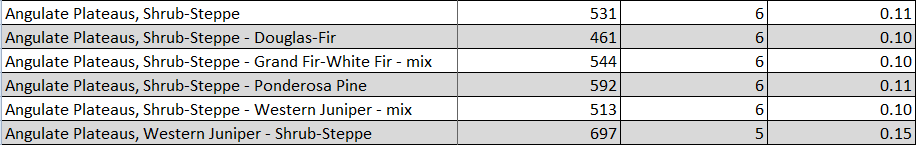 Angulate Plateaus, Shrub-Steppe 531 6 0.11
Angulate Plateaus, Shrub-Steppe - Douglas-Fir 461 6 0.10
Angulate Plateaus, Shrub-Steppe - Grand Fir-White Fir - mix 544 6 0.10
Angulate Plateaus, Shrub-Steppe - Ponderosa Pine 592 6 0.11
Angulate Plateaus, Shrub-Steppe - Western Juniper - mix 513 6 0.10
Angulate Plateaus, Western Juniper - Shrub-Steppe 697 5 0.15